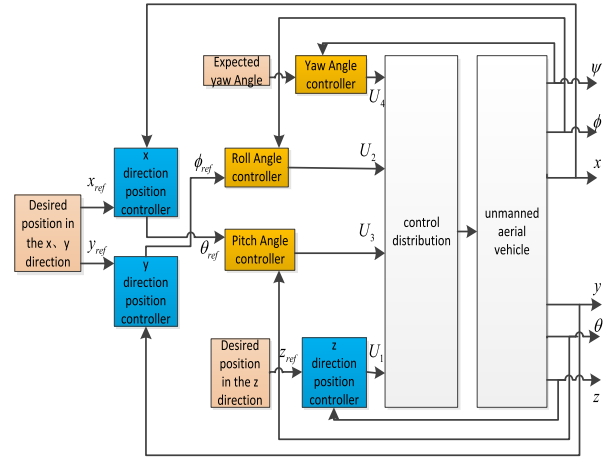 Expected
yaw Angle
Yaw Angle
controller
U4
ψ
ϕ
x
x
direction
position
controller
ϕref
Roll Angle
controller
U2
xref
Desired
position in
the x、y
direction
yref
θref
Pitch Angle
controller
U3
control
distribution
unmanned
aerial
vehicle
y
direction
position
controller
y
θ
z
Desired
position
in the z
direction
zref
z
direction
position
controller
U1